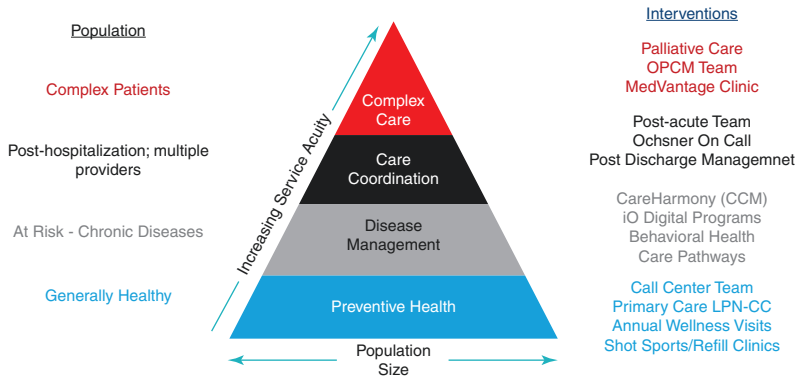 Population
Complex Patients
Post-hospitalization; multiple
providers
At Risk - Chronic Diseases
Generally Healthy
Increasing Service Acuity
Complex
Care
Care
Coordination
Disease
Management
Preventive Health
Population
Size
Interventions
Palliative Care
OPCM Team
MedVantage Clinic
Post-acute Team
Ochsner On Call
Post Discharge Managemnet
CareHarmony (CCM)
iO Digital Programs
Behavioral Health
Care Pathways
Call Center Team
Primary Care LPN-CC
Annual Wellness Visits
Shot Sports/Refill Clinics